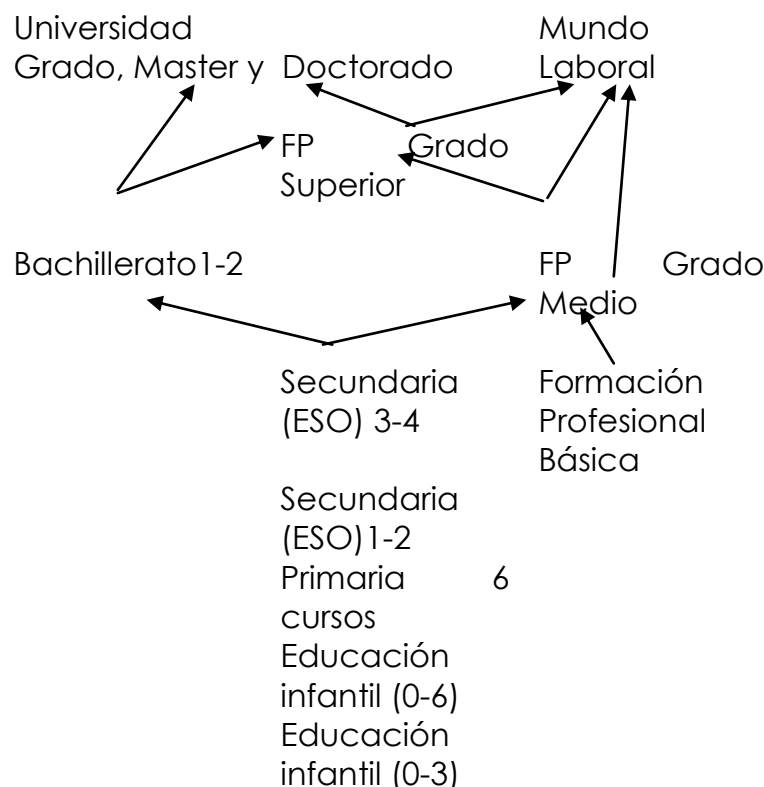 Universidad
Grado, Master y Doctorado
Mundo
Laboral
FP Grado
Superior
Bachillerato1-2
FP Grado
Medio
Secundaria
(ESO) 3-4
Formación
Profesional
Básica
Secundaria
(ESO)1-2
Primaria 6
cursos
Educación
infantil (0-6)
Educación
infantil (0-3)